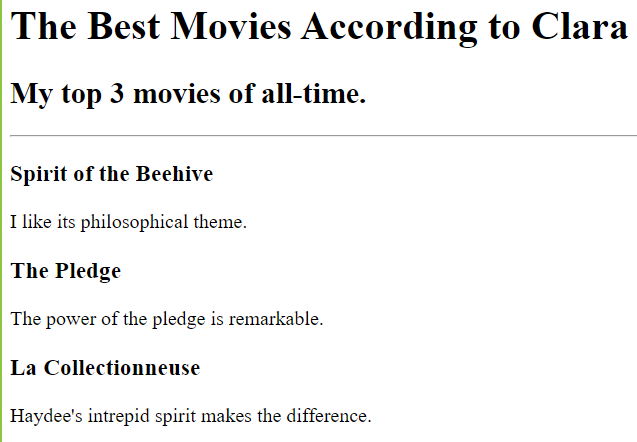 The Best Movies According to Clara
My top 3 movies of all-time.
Spirit of the Beehive
I like its philosophical theme.
The Pledge
The power of the pledge is remarkable.
La Collectionneuse
Haydee's intrepid spirit makes the difference.